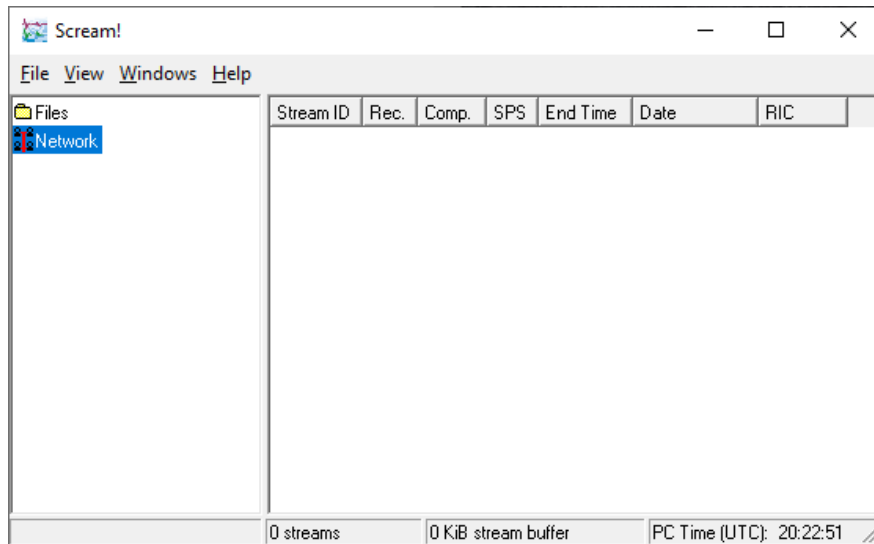 Scream!
File View Windows Help
Files
Network
Stream ID Rec. Comp. SPS End Time Date RIC
0 streams 0 KiB stream buffer PC Time (UTC): 20:22:51